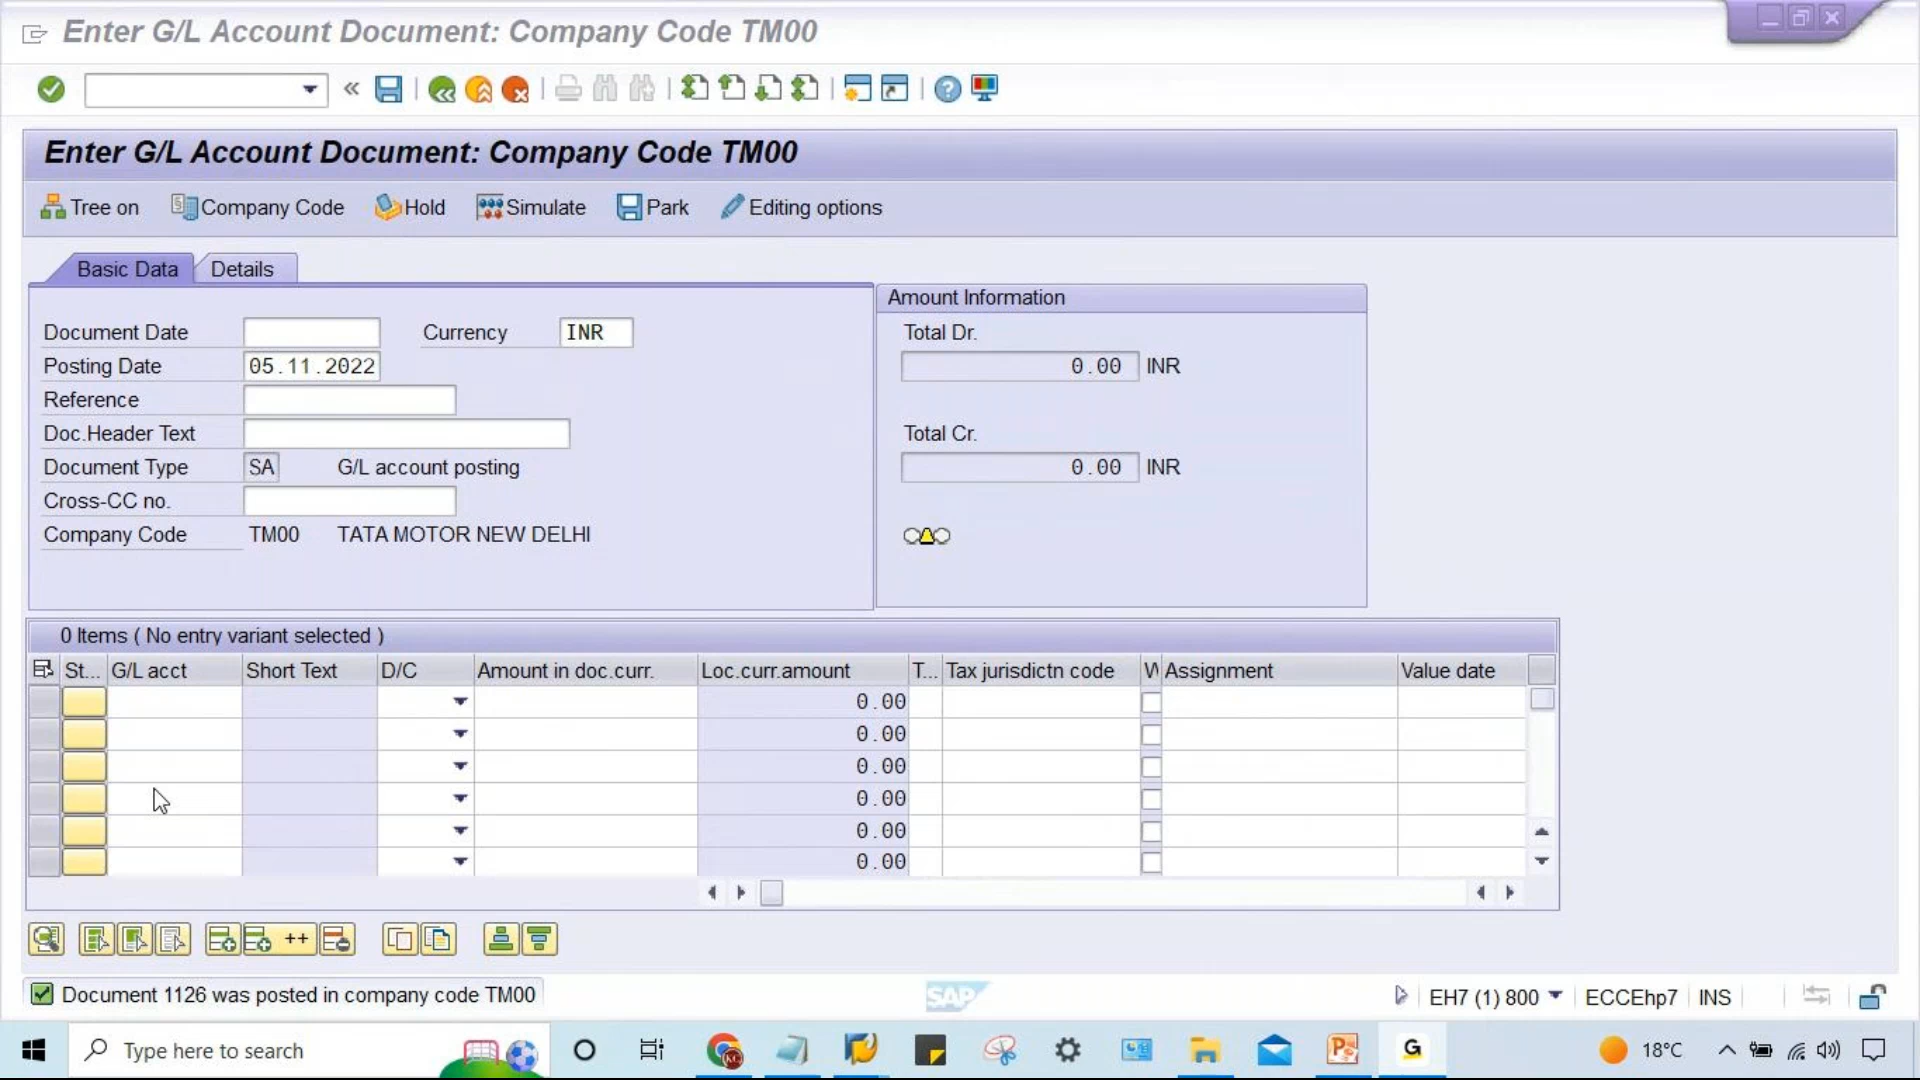 Enter G/L Account Document: Company Code TM00
Enter G/L Account Document: Company Code TM00
Tree on Company Code Hold Simulate Park Editing options
Basic Data Details
Amount Information
Document Date Currency INR Total Dr.
Posting Date 05.11.2022 0.00 INR
Reference
Doc.Header Text Total Cr.
Document Type SA G/L account posting 0.00 INR
Cross-CC no.
Company Code TM00 TATA MOTOR NEW DELHI
0 Items ( No entry variant selected )
St... G/L acct Short Text D/C Amount in doc.curr. Loc.curr.amount T... Tax jurisdictn code W Assignment Value date
0.00
0.00
0.00
0.00
0.00
0.00
++
Document 1126 was posted in company code TM00 SAP EH7 (1) 800 ECCEhp7 INS
Type here to search 18°C